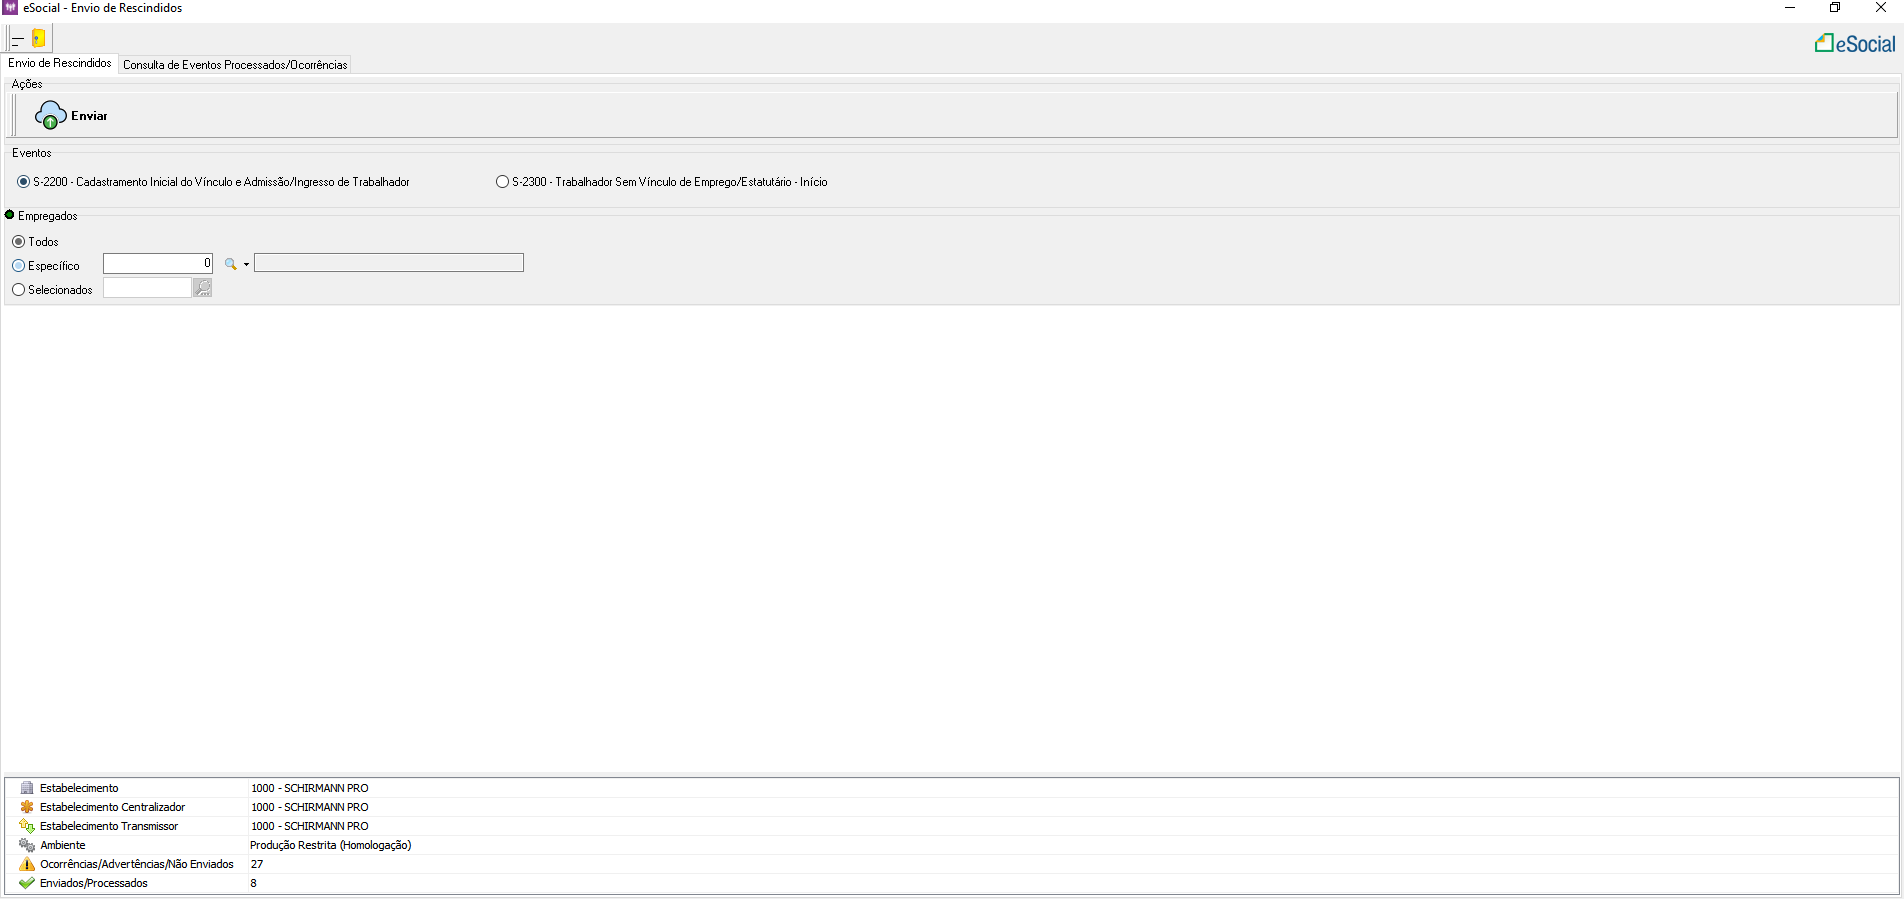 eSocial - Envio de Rescindidos
eSocial
Envio de Rescindidos
Consulta de Eventos Processados/Ocorrências
Ações
Enviar
Eventos
S-2200 - Cadastramento Inicial do Vínculo e Admissão/Ingresso de Trabalhador
S-2300 - Trabalhador Sem Vínculo de Emprego/Estatutário - Início
Empregados
Todos
Específico 0
Selecionados
Estabelecimento 1000 - SCHIRMANN PRO
Estabelecimento Centralizador 1000 - SCHIRMANN PRO
Estabelecimento Transmissor 1000 - SCHIRMANN PRO
Ambiente Produção Restrita (Homologação)
Ocorrências/Advertências/Não Enviados 27
Enviados/Processados 8